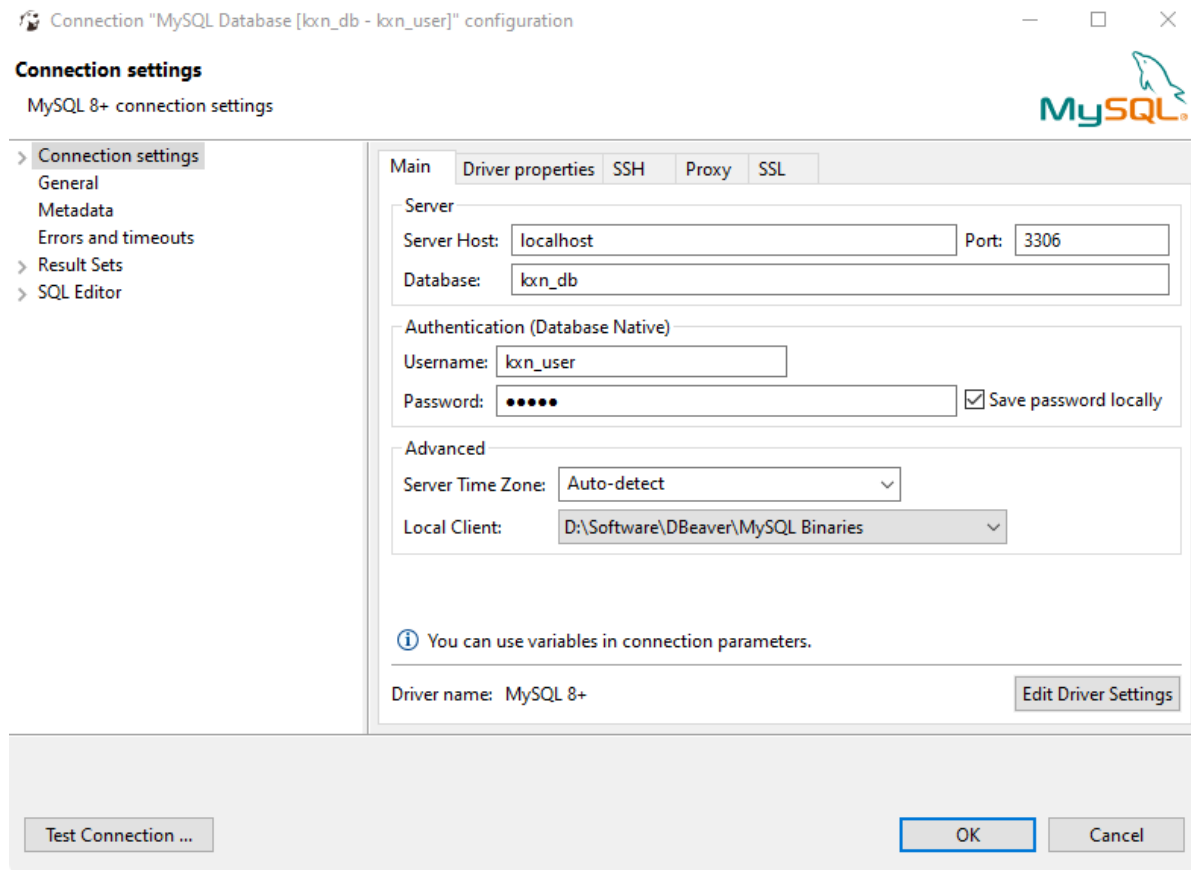 Connection "MySQL Database [kxn_db - kxn_user]" configuration
Connection settings
MySQL 8+ connection settings
MySQL
Connection settings
General
Metadata
Errors and timeouts
Result Sets
SQL Editor
Main Driver properties SSH Proxy SSL
Server
Server Host: localhost Port: 3306
Database: kxn_db
Authentication (Database Native)
Username: kxn_user
Password: ●●●●● Save password locally
Advanced
Server Time Zone: Auto-detect
Local Client: D:\Software\DBeaver\MySQL Binaries
You can use variables in connection parameters.
Driver name: MySQL 8+ Edit Driver Settings
Test Connection ... OK Cancel